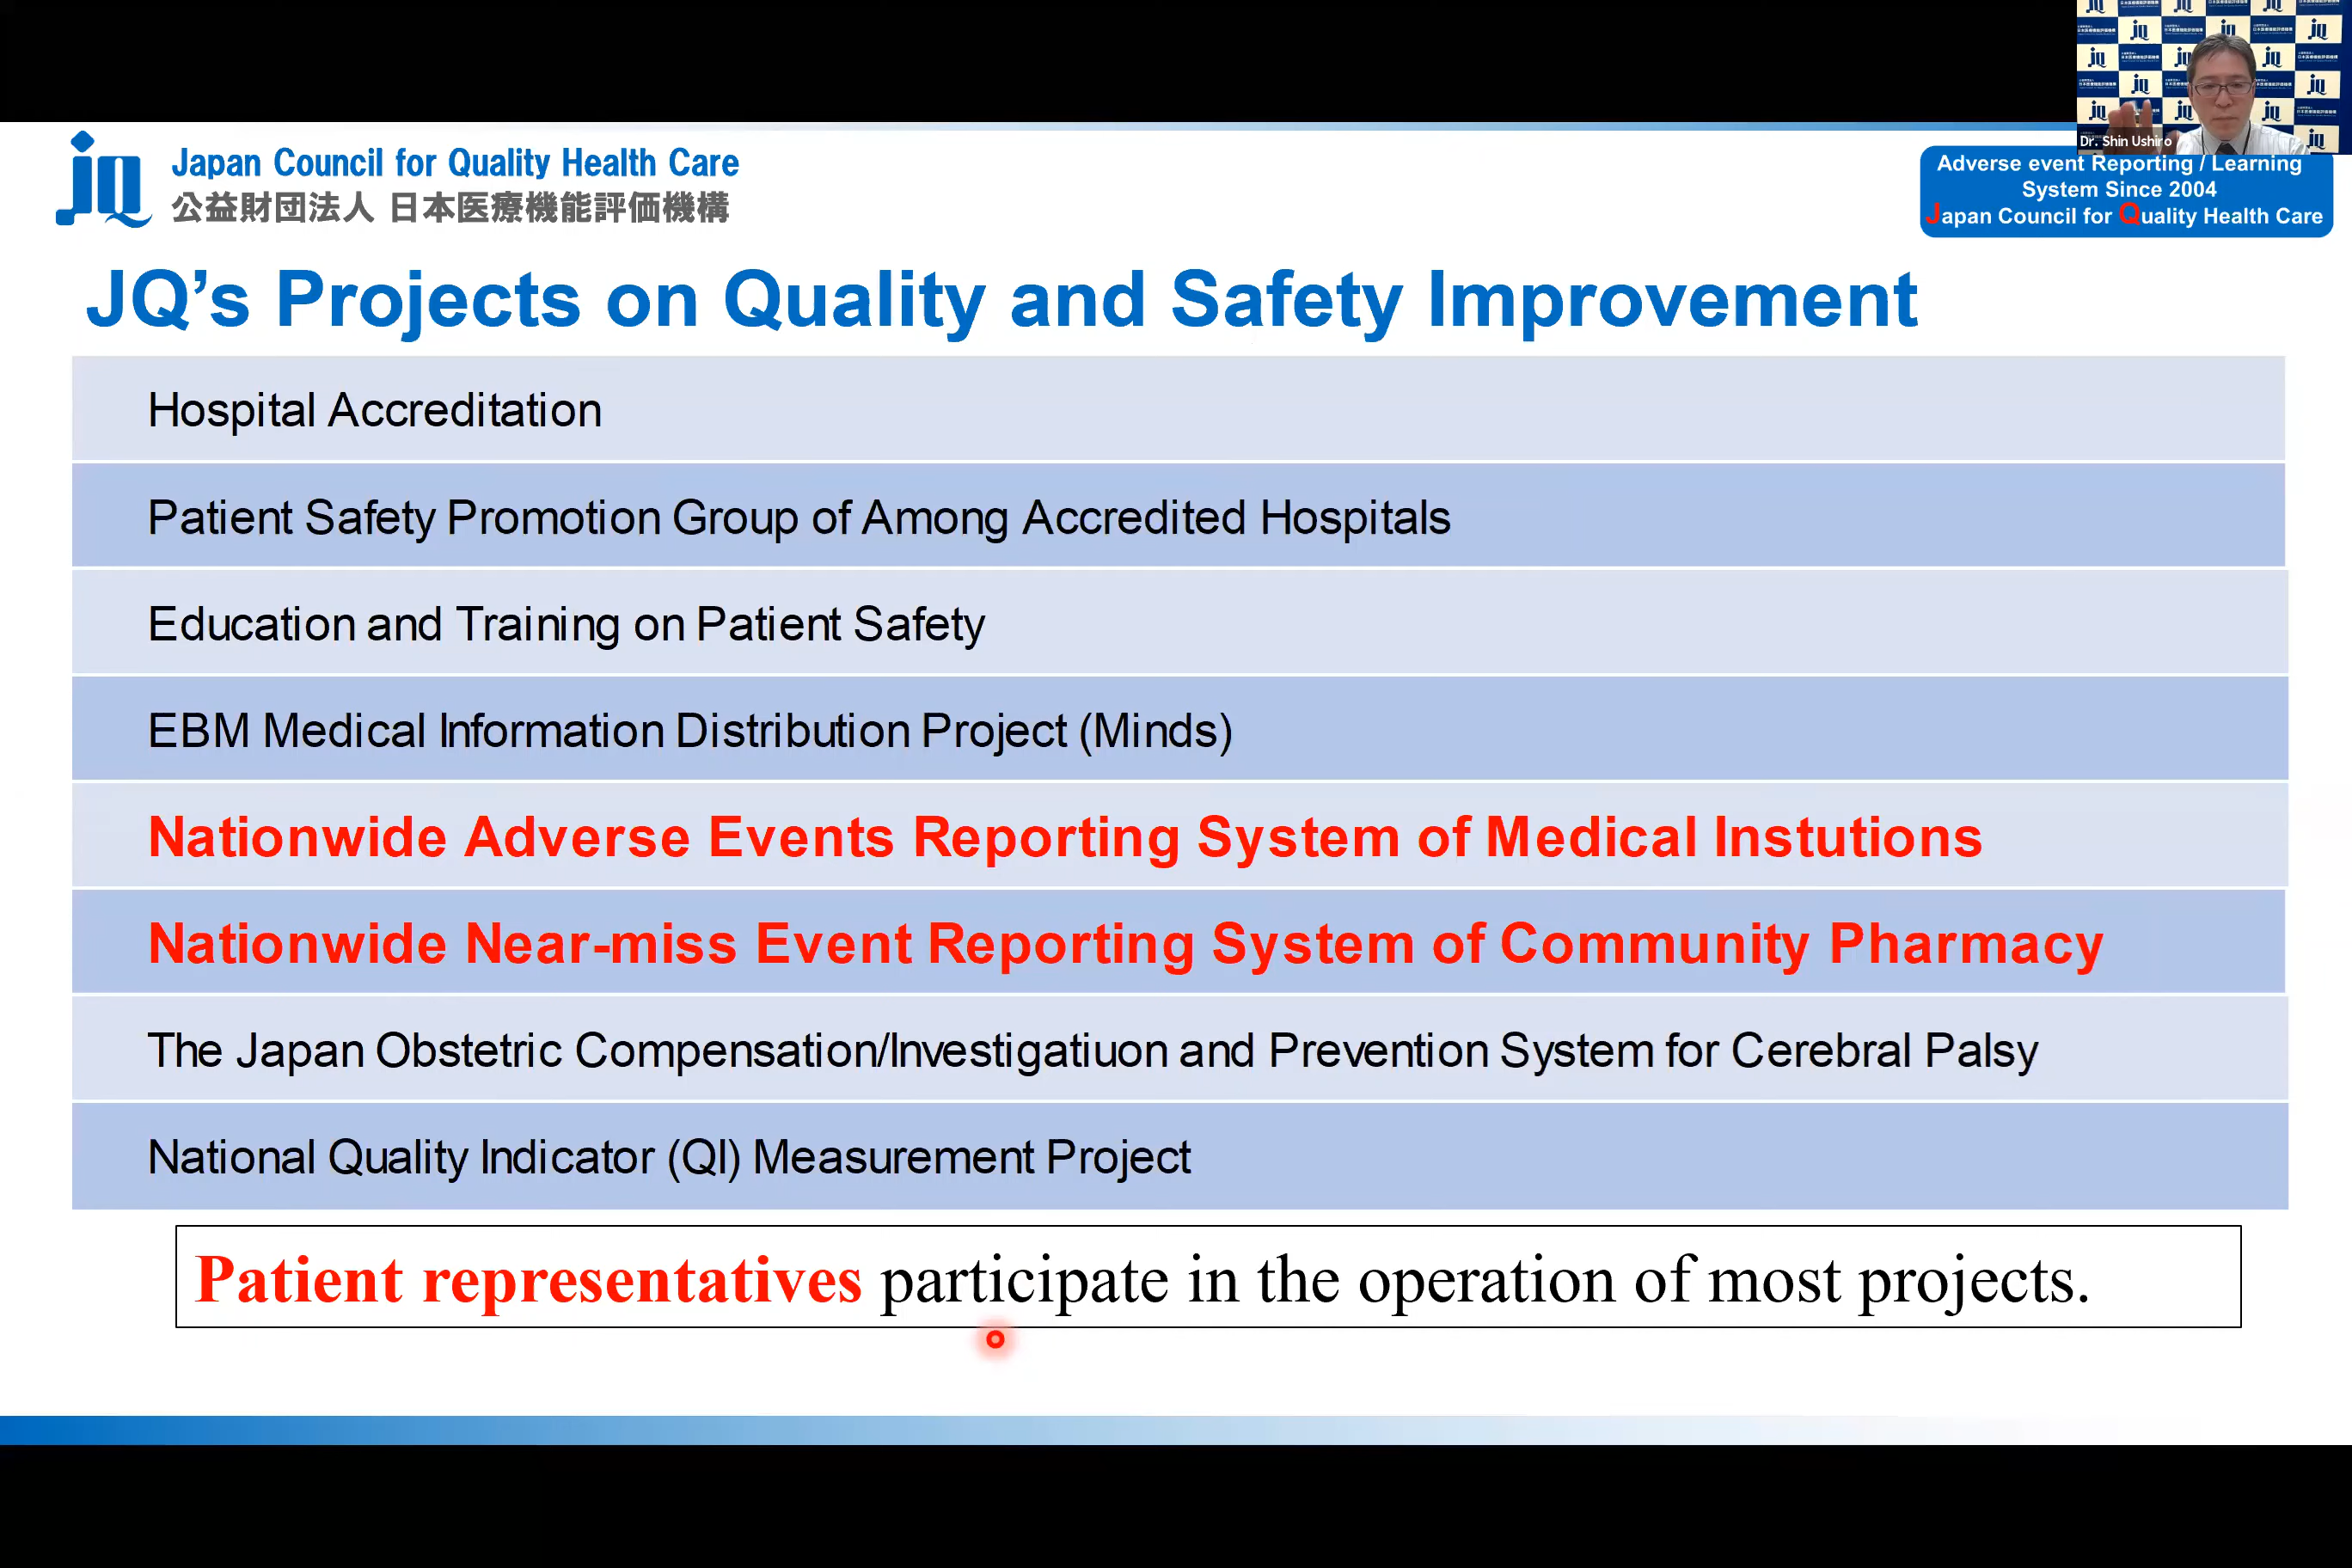 jQ
Dr. Shin Ushiro
Japan Council for Quality Health Care
公益財団法人 日本医療機能評価機構
Adverse event Reporting / Learning
System Since 2004
Japan Council for Quality Health Care
JQ’s Projects on Quality and Safety Improvement
Hospital Accreditation
Patient Safety Promotion Group of Among Accredited Hospitals
Education and Training on Patient Safety
EBM Medical Information Distribution Project (Minds)
Nationwide Adverse Events Reporting System of Medical Instutions
Nationwide Near-miss Event Reporting System of Community Pharmacy
The Japan Obstetric Compensation/Investigatiuon and Prevention System for Cerebral Palsy
National Quality Indicator (QI) Measurement Project
Patient representatives participate in the operation of most projects.